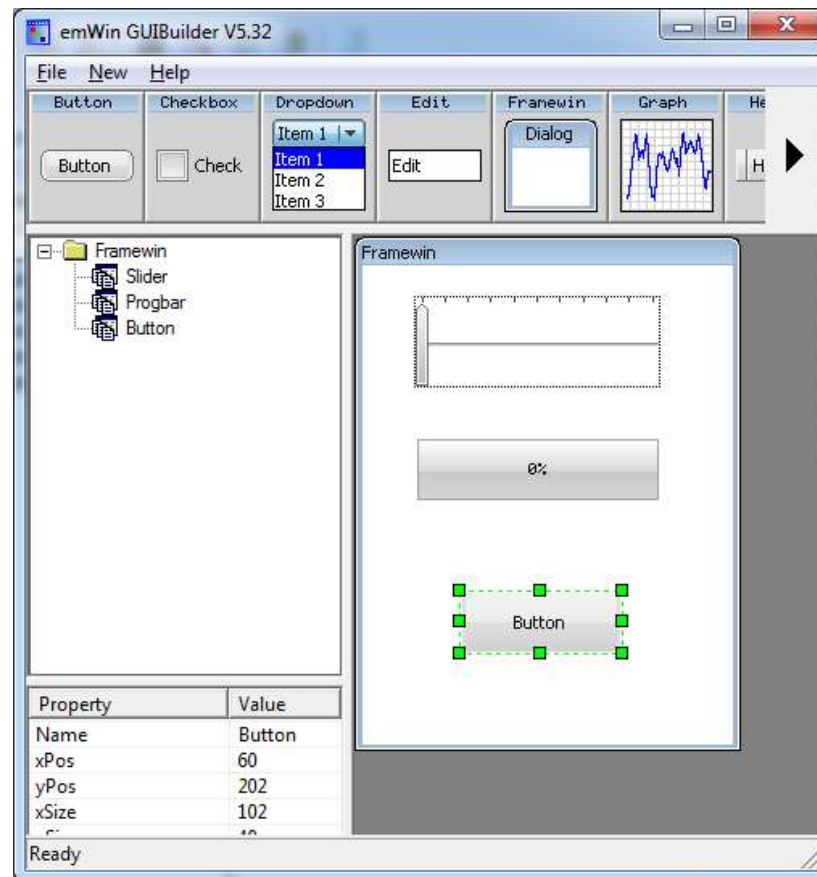 emWin GUIBuilder V5.32
File New Help
Button Checkbox Dropdown Edit Framewin Graph He
Button Check Item 1 Edit Dialog H
Item 1
Item 2
Item 3
Framewin
Slider
Progbar
Button
Framewin
0%
Button
Property Value
Name Button
xPos 60
yPos 202
xSize 102
Ready